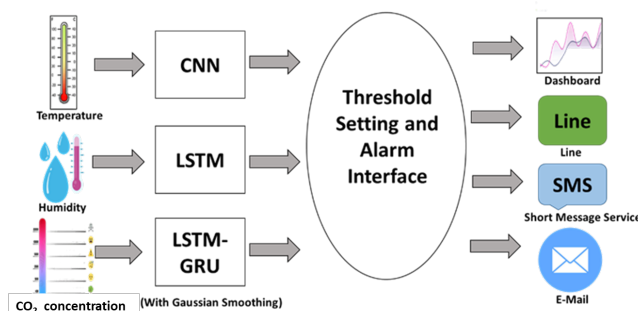 Temperature
CNN
Threshold
Setting and
Alarm
Interface
Dashboard
Line
Line
Humidity
LSTM
SMS
Short Message Service
LSTM-
GRU
CO2 concentration
(With Gaussian Smoothing)
E-Mail